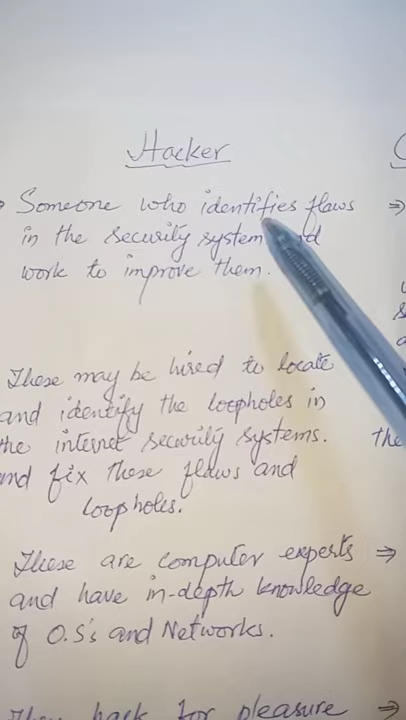 Hacker
Someone who identifies flaws
in the security system
work to improve them.
These may be hired to locate
and identify the loopholes in
the internet security systems.
and fix these flaws and
loopholes.
the
These are computer experts
and have in-depth knowledge
of O.S's and Networks.
They hack for pleasure